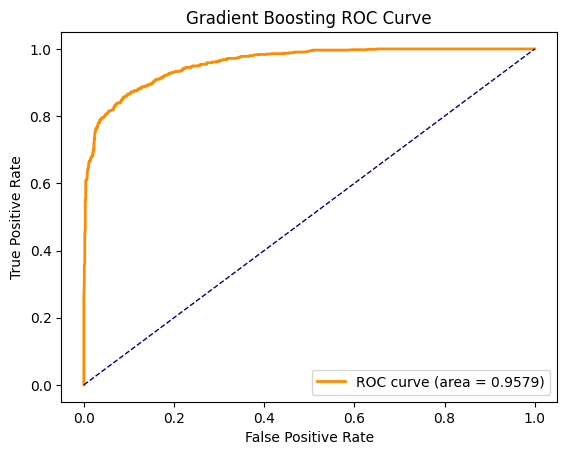 Gradient Boosting ROC Curve
True Positive Rate
1.0
0.8
0.6
0.4
0.2
0.0
ROC curve (area = 0.9579)
0.0 0.2 0.4 0.6 0.8 1.0
False Positive Rate